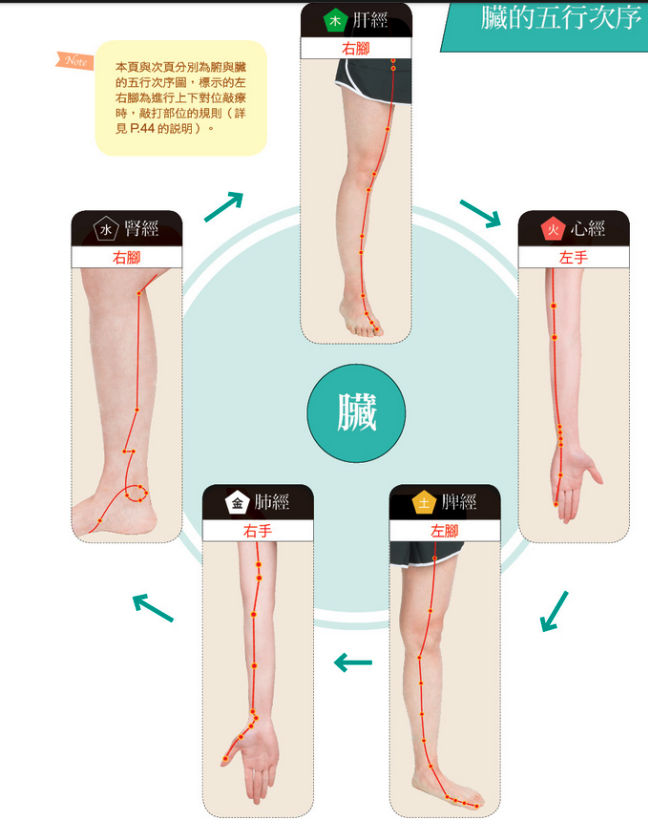 臟的五行次序
Note
本頁與次頁分別為腑與臟
的五行次序圖，標示的左
右腳為進行上下對位敲療
時，敲打部位的規則（詳
見 P.44 的說明）。
木 肝經
右腳
火 心經
左手
土 脾經
左腳
金 肺經
右手
水 腎經
右腳
臟